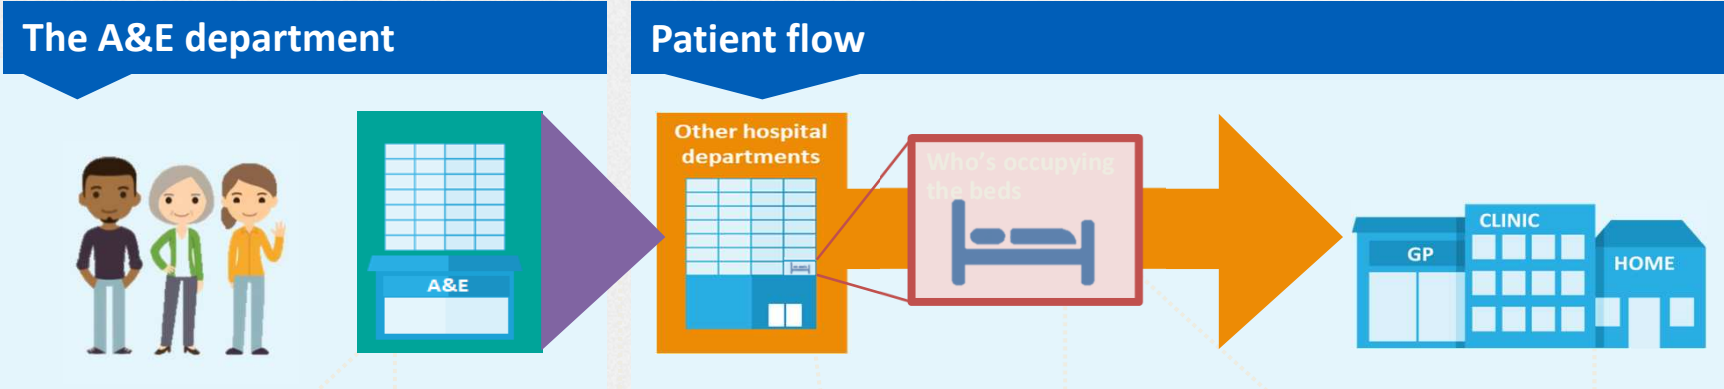 The A&E department
Patient flow
A&E
Other hospital
departments
Who's occupying
the beds
GP
CLINIC
HOME